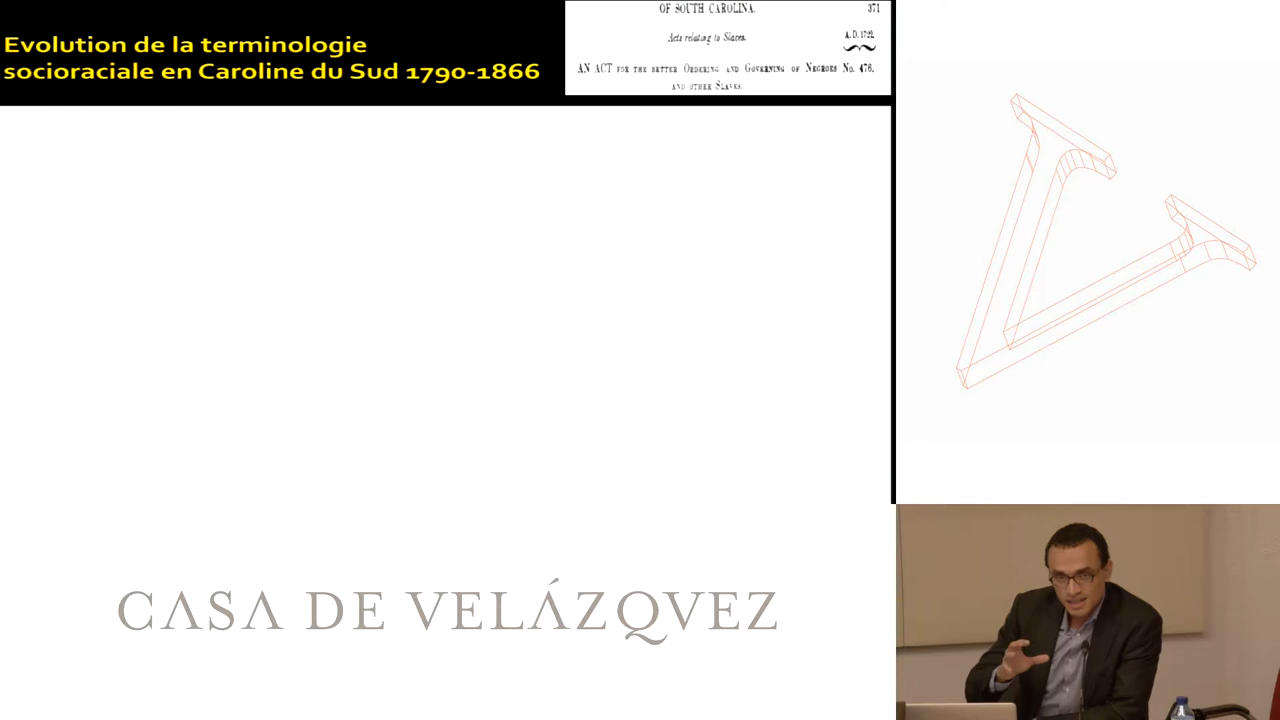 Evolution de la terminologie
socioraciale en Caroline du Sud 1790-1866
OF SOUTH CAROLINA. 371
Acts relating to Slaves. A. D. 1722.
AN ACT FOR THE BETTER ORDERING AND GOVERNING OF NEGROES No. 476.
AND OTHER SLAVES.
CASA DE VELÁZQVEZ